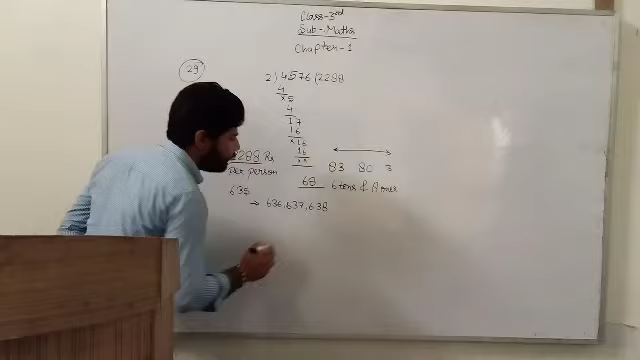 Class-3rd
Sub-Maths
Chapter-1
29
2) 4576 (2288
4
×5
4
17
16
×16
16
××
2288 Rs
per person
83 80 3
68 6 tens & 8 ones
635
→ 636,637,638